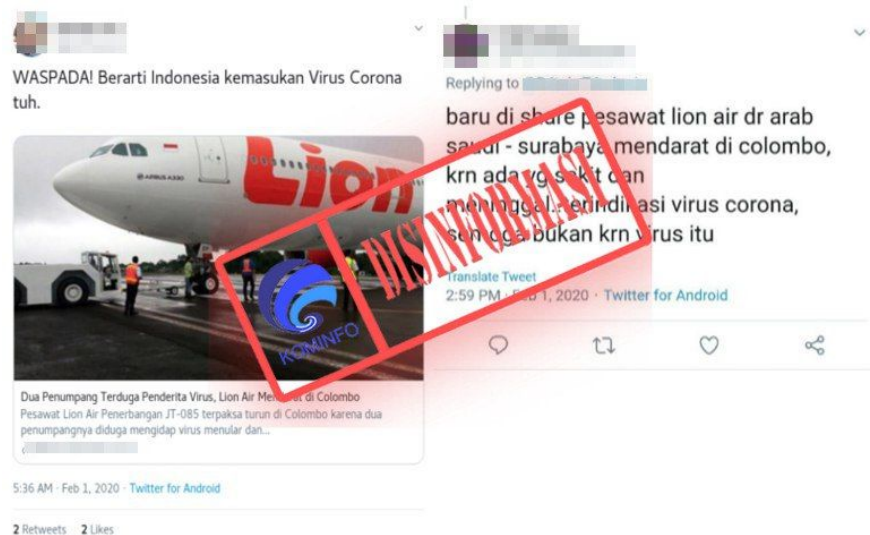 WASPADA! Berarti Indonesia kemasukan Virus Corona
tuh.
AIRBUS A330
Lion
Dua Penumpang Terduga Penderita Virus, Lion Air di Colombo
Pesawat Lion Air Penerbangan JT-085 terpaksa turun di Colombo karena dua
penumpangnya diduga mengidap virus menular dan...
5:36 AM · Feb 1, 2020 · Twitter for Android
2 Retweets 2 Likes
Replying to
baru di share pesawat lion air dr arab
saudi - surabaya mendarat di colombo,
krn ada yg sakit dan
meninggal.. virus corona,
semoga bukan krn virus itu
Translate Tweet
2:59 PM · Feb 1, 2020 · Twitter for Android
KOMINFO
DISINFORMASI